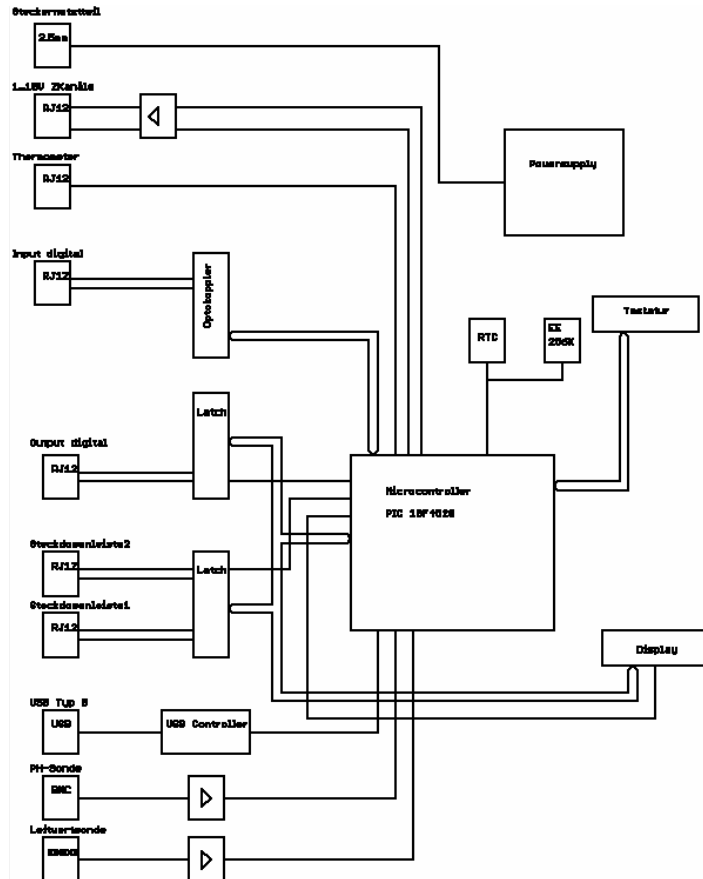 Steckernetzteil
2.5mm
1..10V 2Kanäle
RJ12
Thermometer
RJ12
Powersupply
Input digital
RJ12
Optokoppler
Tastatur
RTC
EE
256K
Latch
Output digital
RJ12
Microcontroller
PIC 18F4520
Steckdosenleiste2
RJ12
Latch
Steckdosenleiste1
RJ12
Display
USB Typ B
USB
USB Controller
PH-Sonde
BNC
Leitwertsonde